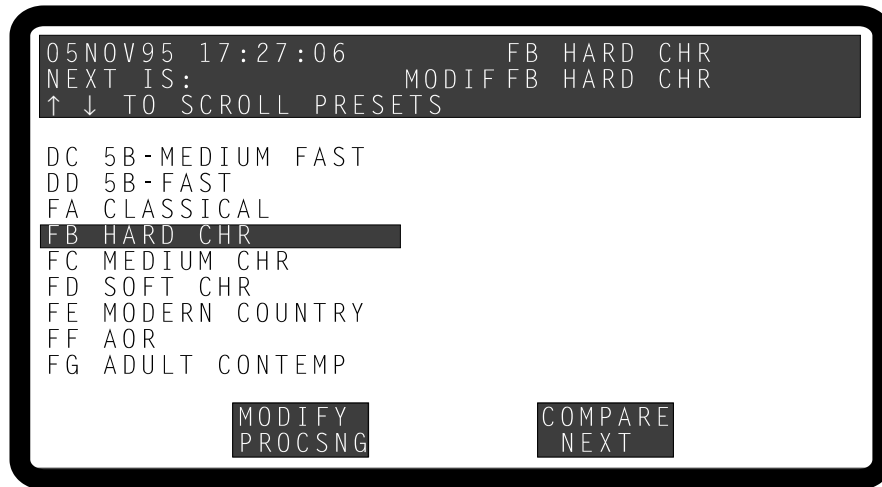 05NOV95 17:27:06 FB HARD CHR
NEXT IS: MODIF FB HARD CHR
↑ ↓ TO SCROLL PRESETS
DC 5B-MEDIUM FAST
DD 5B-FAST
FA CLASSICAL
FB HARD CHR
FC MEDIUM CHR
FD SOFT CHR
FE MODERN COUNTRY
FF AOR
FG ADULT CONTEMP
MODIFY
PROCSNG
COMPARE
NEXT